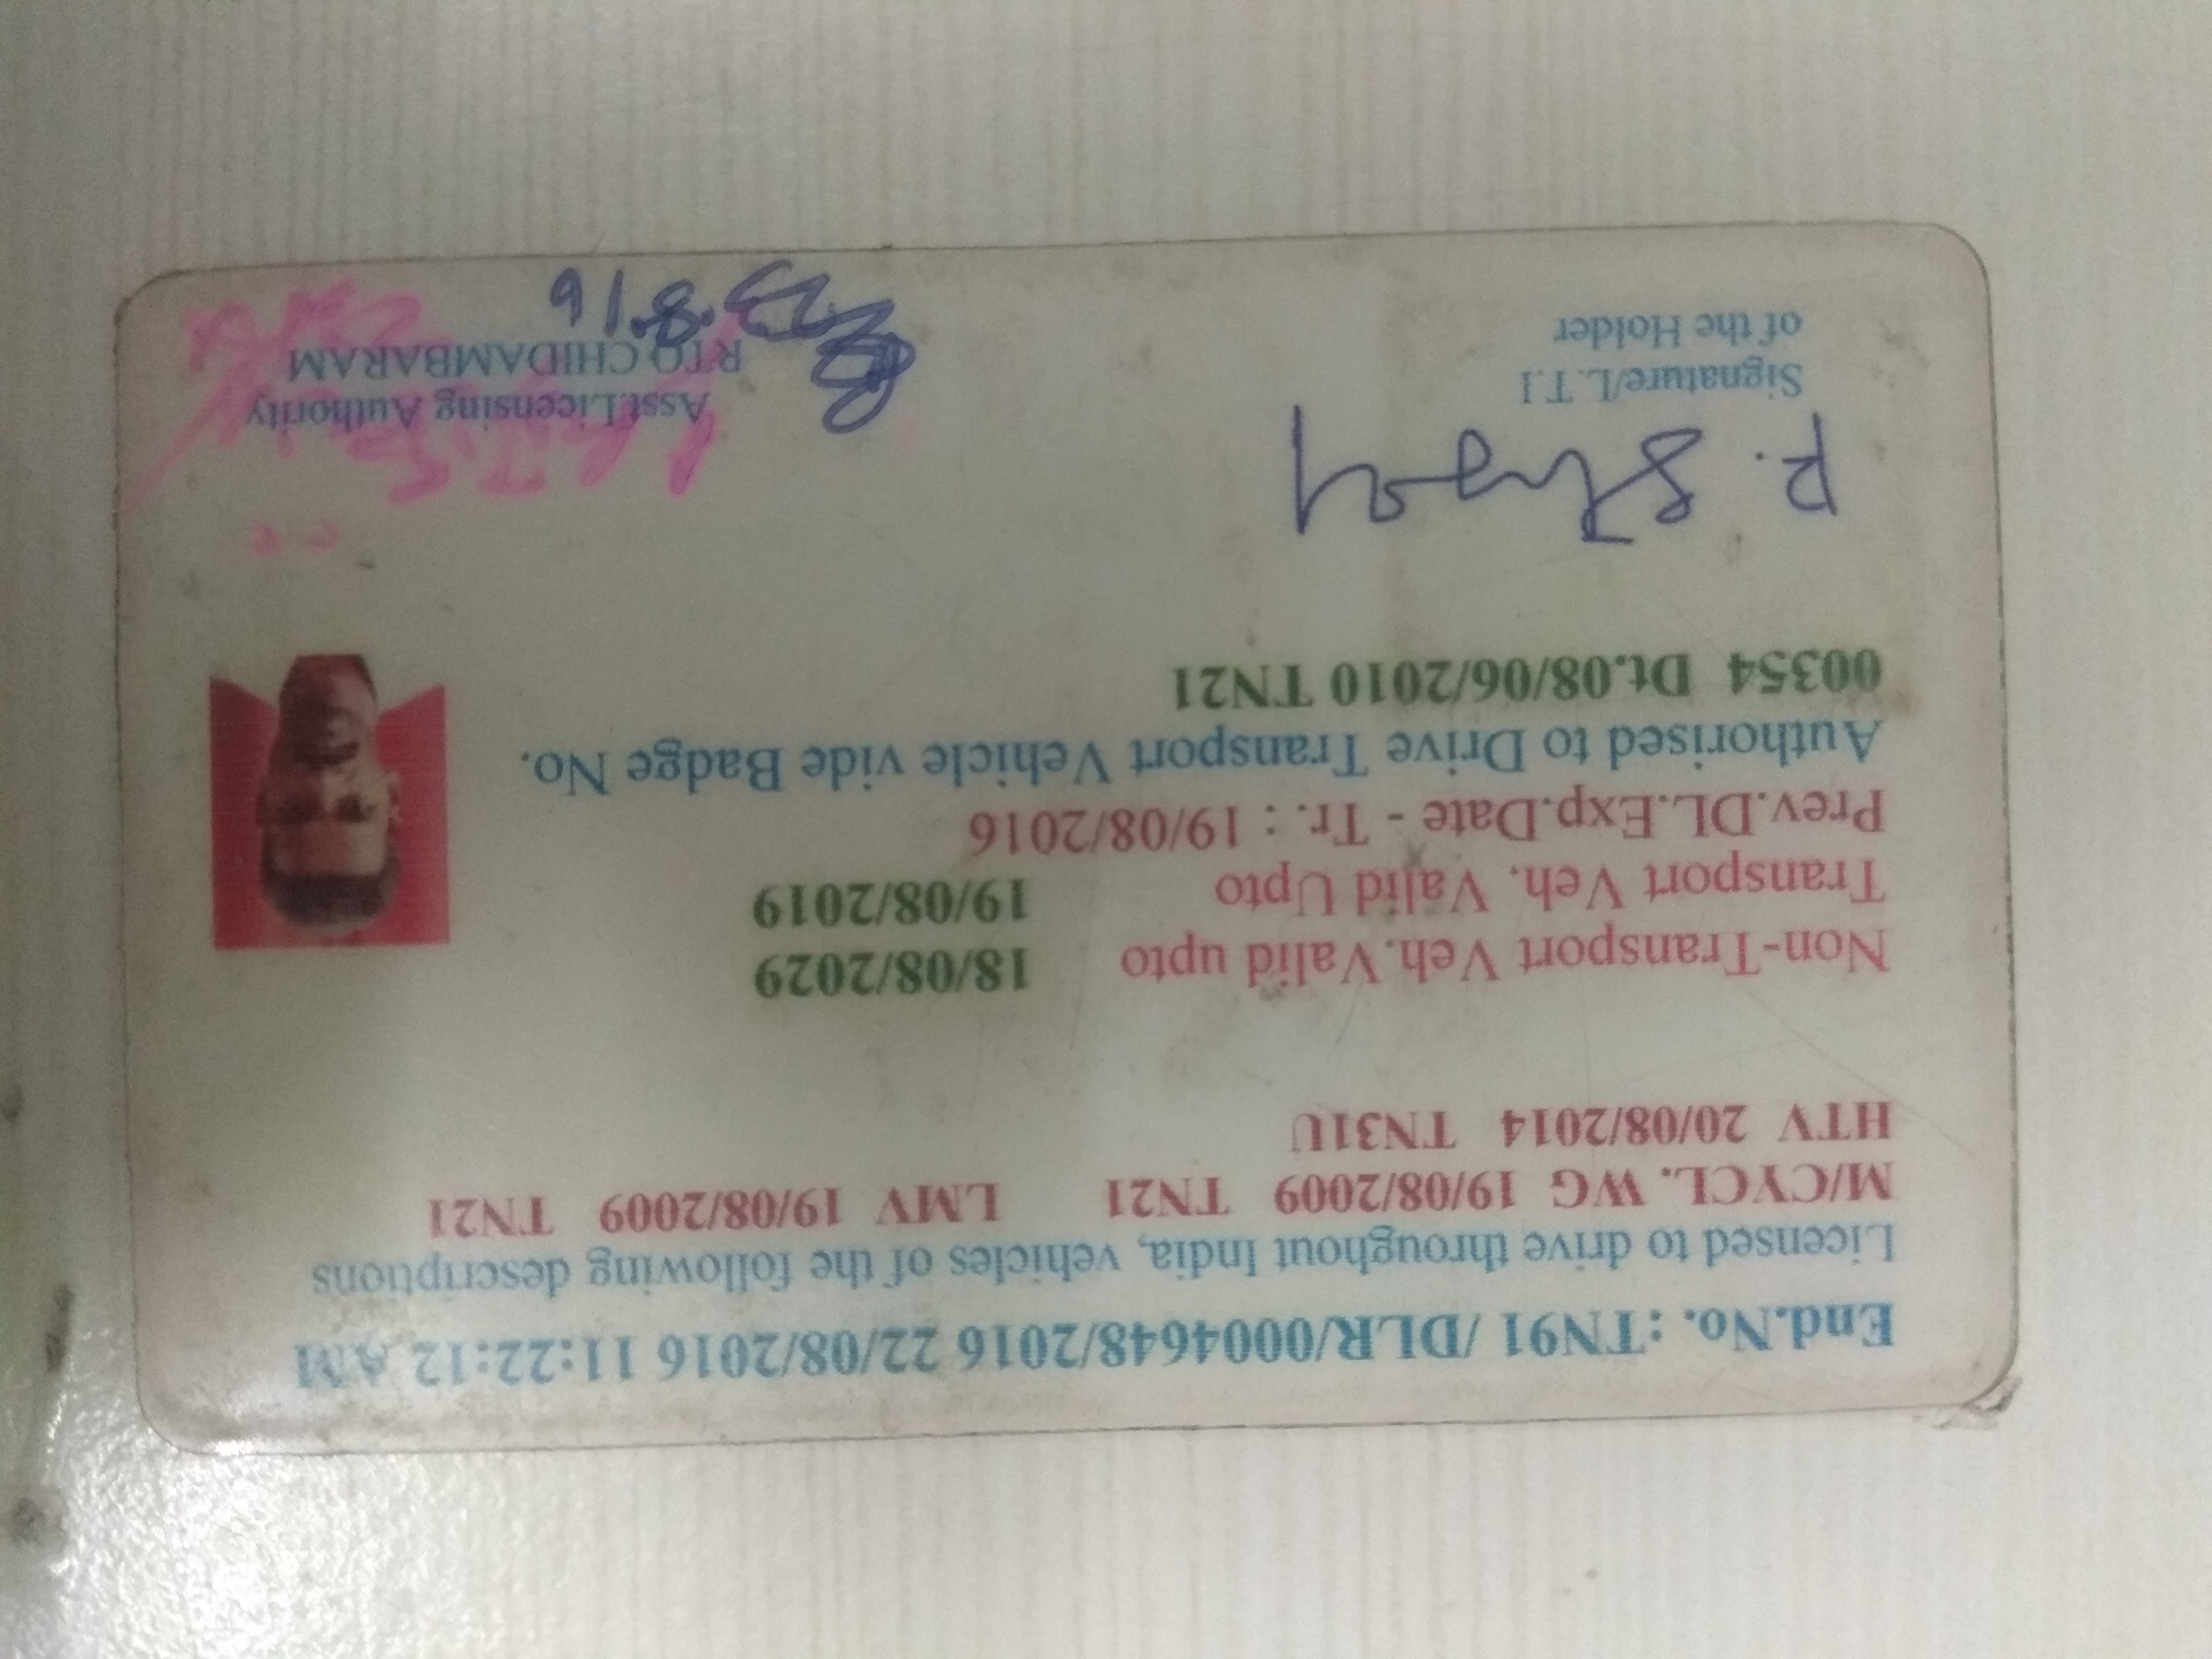 End.No. :TN91 /DLR/0004648/2016 22/08/2016 11:22:12 AM
Licensed to drive throughout India, vehicles of the following descriptions
M/CYCL. WG 19/08/2009 TN21 LMV 19/08/2009 TN21
HTV 20/08/2014 TN31U
Non-Transport Veh.Valid upto 18/08/2029
Transport Veh. Valid Upto 19/08/2019
Prev.DL.Exp.Date - Tr. : 19/08/2016
Authorised to Drive Transport Vehicle vide Badge No.
00354 Dt.08/06/2010 TN21
Signature/L.T.I
of the Holder
Asst.Licensing Authority
RTO CHIDAMBARAM